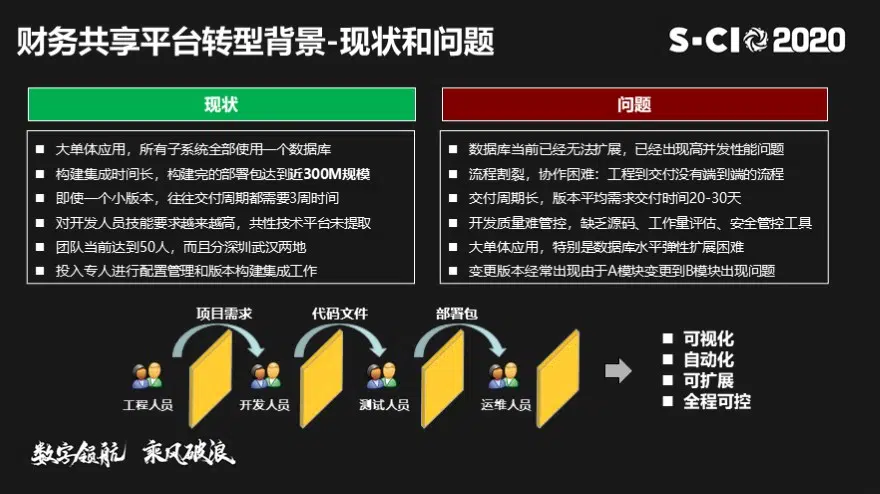 财务共享平台转型背景-现状和问题
S-CIO2020
现状
大单体应用，所有子系统全部使用一个数据库
构建集成时间长，构建完的部署包达到近300M规模
即使一个小版本，往往交付周期都需要3周时间
对开发人员技能要求越来越高，共性技术平台未提取
团队当前达到50人，而且分深圳武汉两地
投入专人进行配置管理和版本构建集成工作
问题
数据库当前已经无法扩展，已经出现高并发性能问题
流程割裂，协作困难：工程到交付没有端到端的流程
交付周期长，版本平均需求交付时间20-30天
开发质量难管控，缺乏源码、工作量评估、安全管控工具
大单体应用，特别是数据库水平弹性扩展困难
变更版本经常出现由于A模块变更到B模块出现问题
项目需求
代码文件
部署包
工程人员
开发人员
测试人员
运维人员
可视化
自动化
可扩展
全程可控
数字领航 乘风破浪